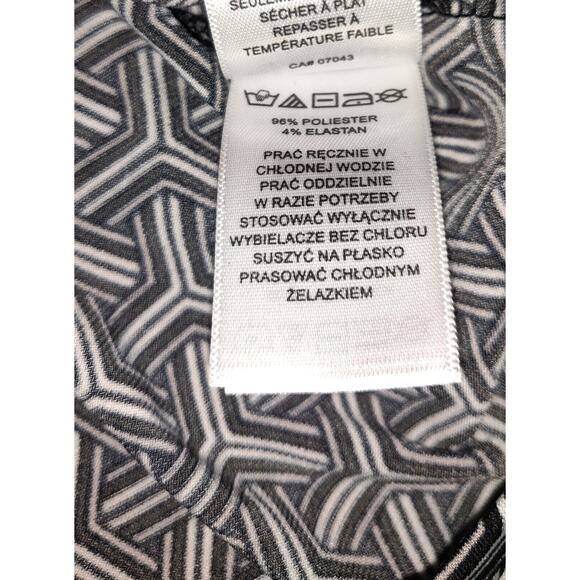 SEULEMENT
SÉCHER À PLAT
REPASSER À
TEMPÉRATURE FAIBLE
CA# 07043
96% POLIESTER
4% ELASTAN
PRAĆ RĘCZNIE W
CHŁODNEJ WODZIE
PRAĆ ODDZIELNIE
W RAZIE POTRZEBY
STOSOWAĆ WYŁĄCZNIE
WYBIELACZE BEZ CHLORU
SUSZYĆ NA PŁASKO
PRASOWAĆ CHŁODNYM
ŻELAZKIEM